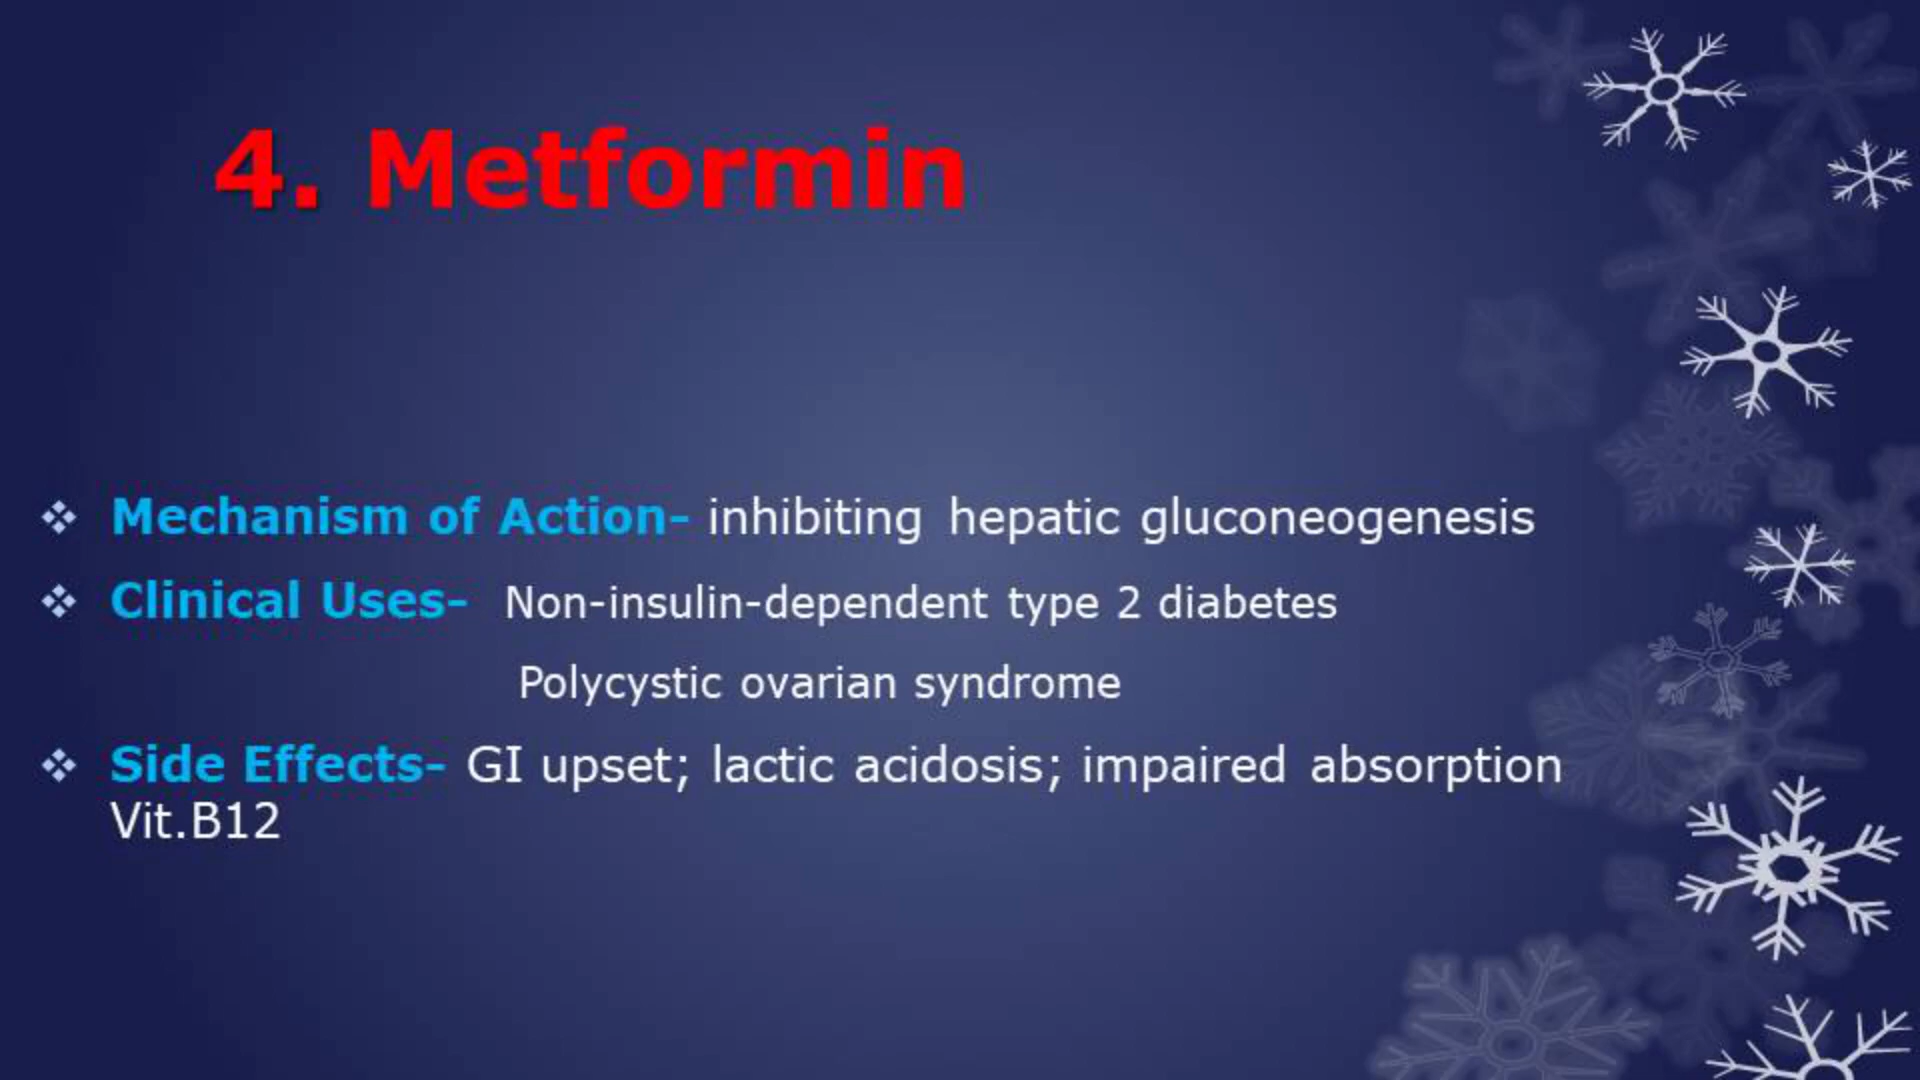 4. Metformin
❖ Mechanism of Action- inhibiting hepatic gluconeogenesis
❖ Clinical Uses- Non-insulin-dependent type 2 diabetes
Polycystic ovarian syndrome
❖ Side Effects- GI upset; lactic acidosis; impaired absorption
Vit.B12